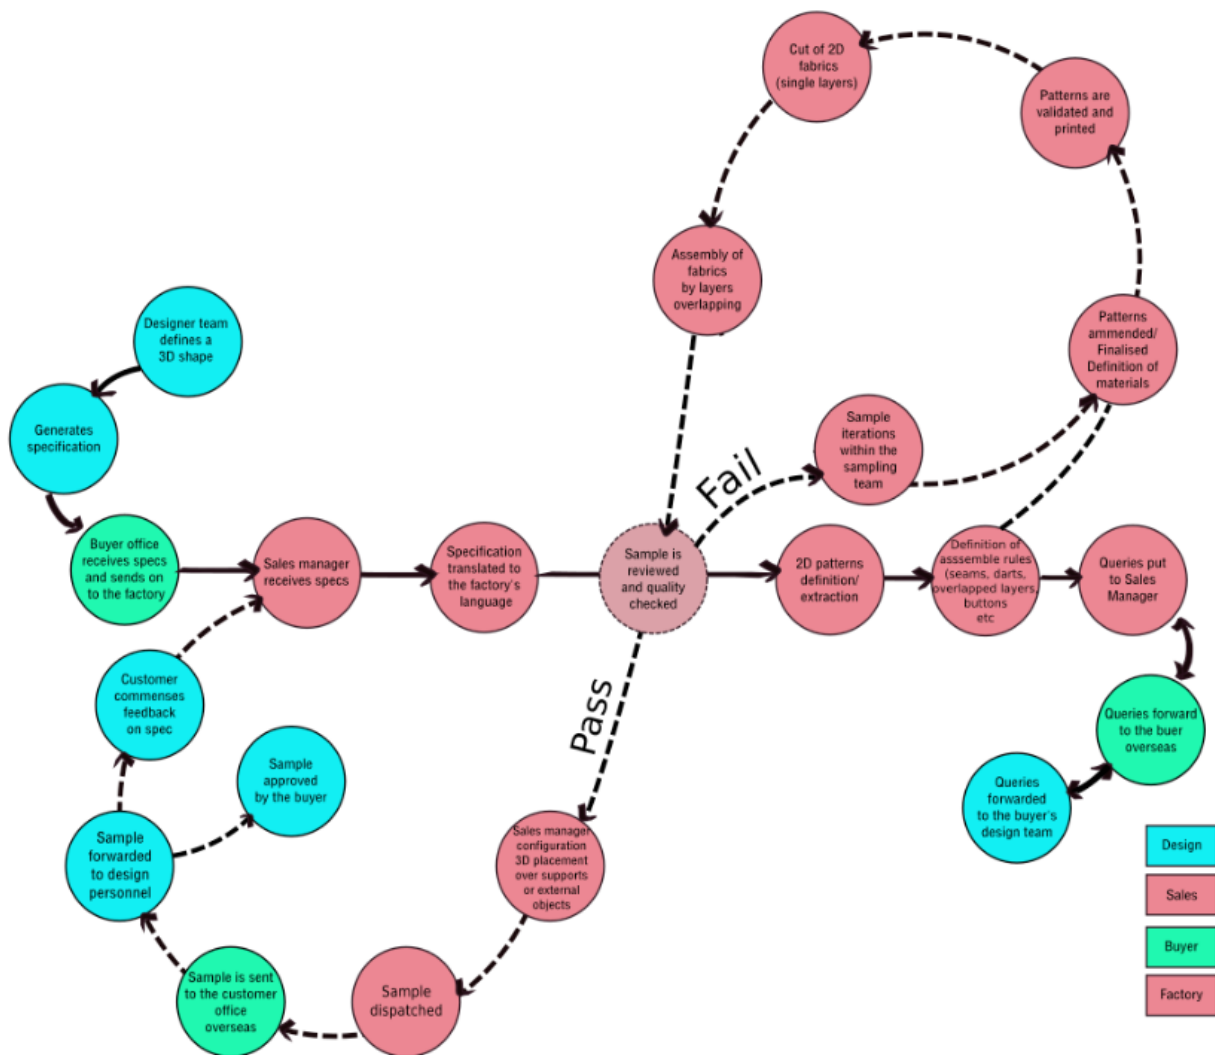 Cut of 2D
fabrics
(single layers)
Patterns are
validated and
printed
Assembly of
fabrics
by layers
overlapping
Designer team
defines a
3D shape
Patterns
ammended/
Finalised
Definition of
materials
Generates
specification
Sample
iterations
within the
sampling
team
Fail
Buyer office
receives specs
and sends on
to the factory
Sales manager
receives specs
Specification
translated to
the factory's
language
Sample is
reviewed
and quality
checked
2D patterns
definition/
extraction
Definition of
asssemble rules
(seams, darts,
overlapped layers,
buttons
etc
Queries put
to Sales
Manager
Customer
commenses
feedback
on spec
Pass
Queries forward
to the buer
overseas
Sample
approved
by the buyer
Queries
forwarded
to the buyer's
design team
Sample
forwarded
to design
personnel
Sales manager
configuration
3D placement
over supports
or external
objects
Sample is sent
to the customer
office
overseas
Sample
dispatched
Design
Sales
Buyer
Factory